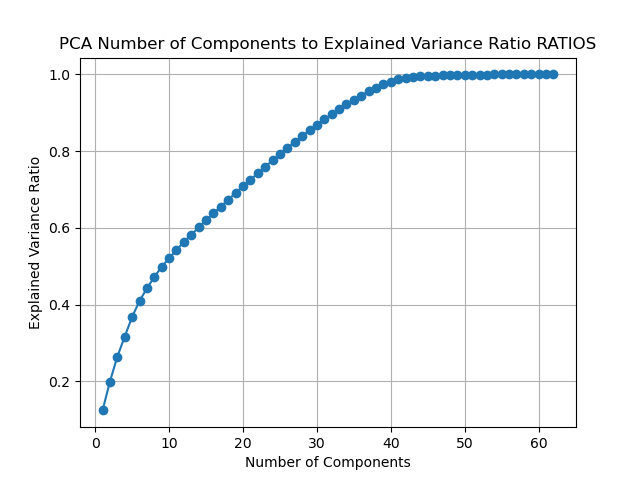 PCA Number of Components to Explained Variance Ratio RATIOS
1.0
0.8
0.6
0.4
0.2
Explained Variance Ratio
0 10 20 30 40 50 60
Number of Components